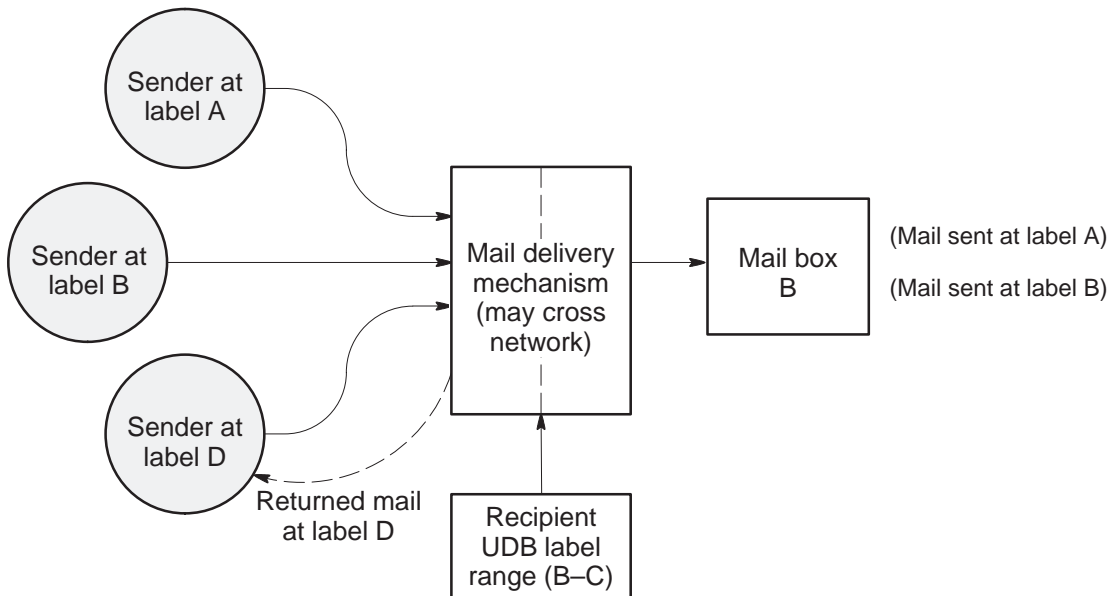 Sender at
label A
Sender at
label B
Sender at
label D
Returned mail
at label D
Mail delivery
mechanism
(may cross
network)
Recipient
UDB label
range (B–C)
Mail box
B
(Mail sent at label A)
(Mail sent at label B)